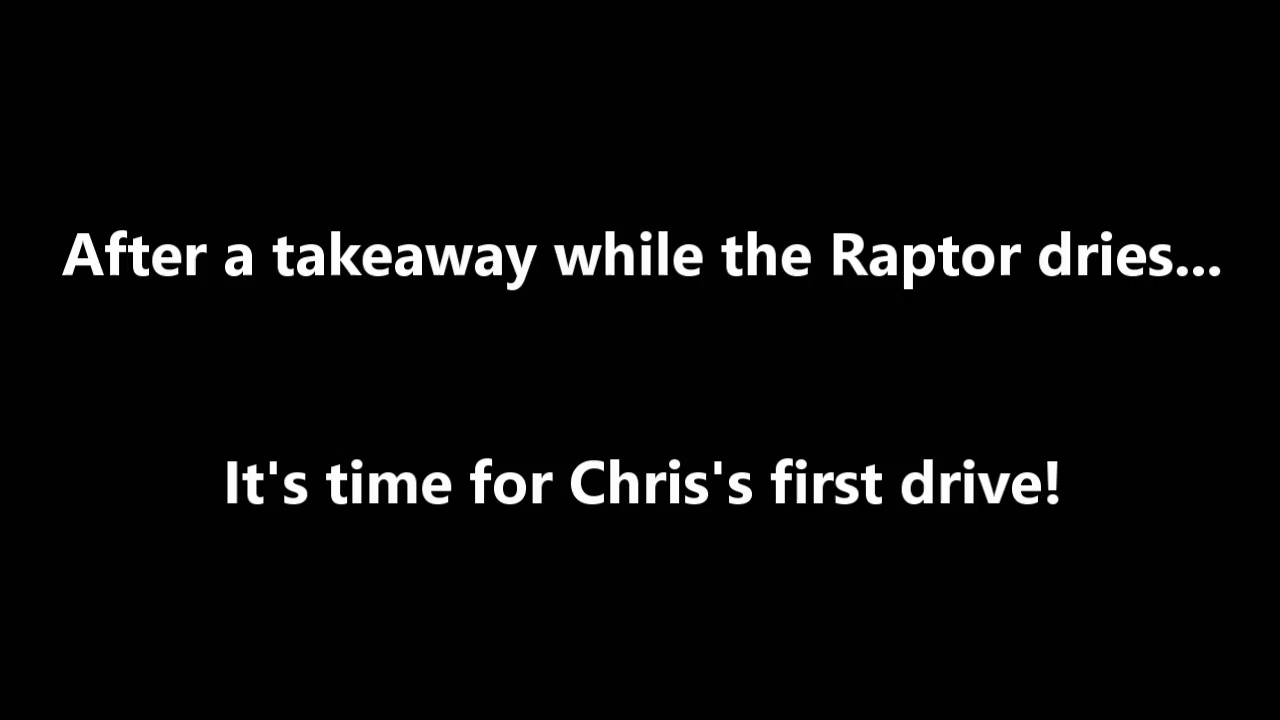 After a takeaway while the Raptor dries...
It's time for Chris's first drive!